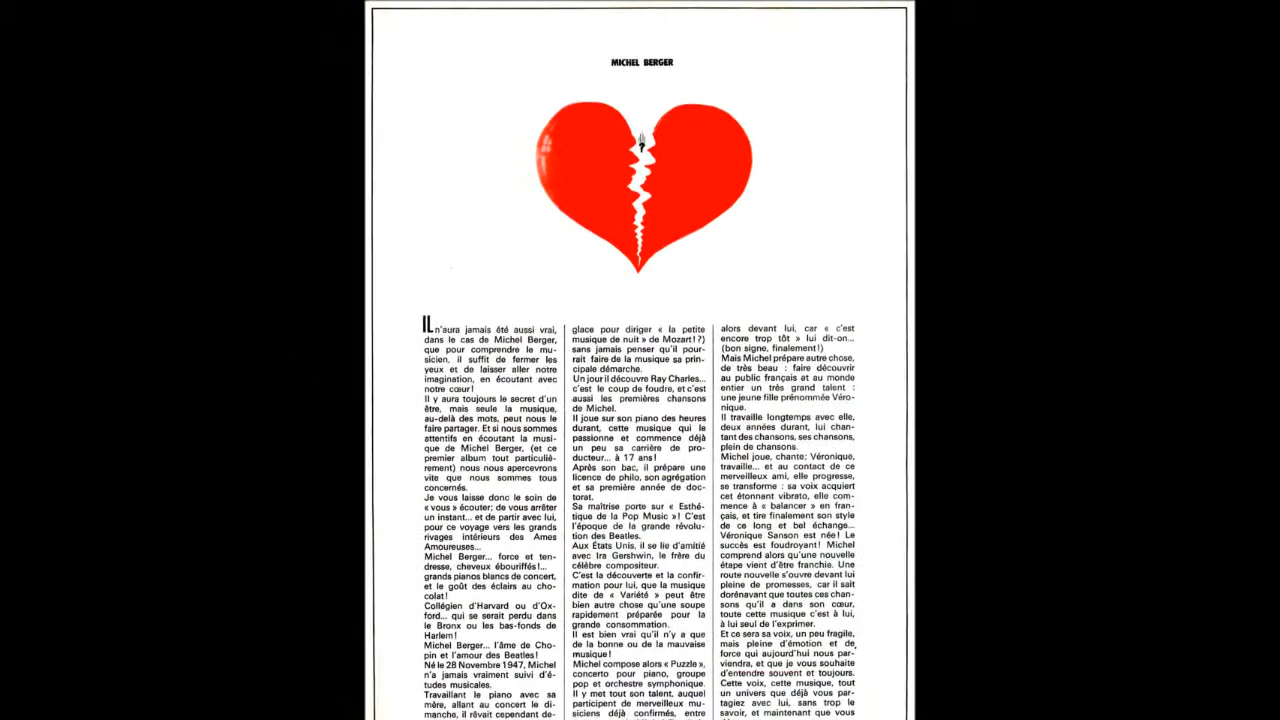 MICHEL BERGER
IL n'aura jamais été aussi vrai,
dans le cas de Michel Berger,
que pour comprendre le mu-
sicien, il suffit de fermer les
yeux et de laisser aller notre
imagination, en écoutant avec
notre cœur!
Il y aura toujours le secret d'un
être, mais seule la musique,
au-delà des mots, peut nous le
faire partager. Et si nous sommes
attentifs en écoutant la musi-
que de Michel Berger, (et ce
premier album tout particuliè-
rement) nous nous apercevrons
vite que nous sommes tous
concernés.
Je vous laisse donc le soin de
« vous » écouter; de vous arrêter
un instant... et de partir avec lui,
pour ce voyage vers les grands
rivages intérieurs des Ames
Amoureuses...
Michel Berger... force et ten-
dresse, cheveux ébouriffés!...
grands pianos blancs de concert,
et le goût des éclairs au cho-
colat!
Collégien d'Harvard ou d'Ox-
ford... qui se serait perdu dans
le Bronx ou les bas-fonds de
Harlem!
Michel Berger... l'âme de Cho-
pin et l'amour des Beatles!
Né le 28 Novembre 1947, Michel
n'a jamais vraiment suivi d'é-
tudes musicales.
Travaillant le piano avec sa
mère, allant au concert le di-
manche, il rêvait cependant de-
glace pour diriger « la petite
musique de nuit » de Mozart!?)
sans jamais penser qu'il pour-
rait faire de la musique sa prin-
cipale démarche.
Un jour il découvre Ray Charles...
c'est le coup de foudre, et c'est
aussi les premières chansons
de Michel.
Il joue sur son piano des heures
durant, cette musique qui le
passionne et commence déjà
un peu sa carrière de pro-
ducteur... à 17 ans!
Après son bac, il prépare une
licence de philo, son agrégation
et sa première année de doc-
torat.
Sa maîtrise porte sur « Esthé-
tique de la Pop Music »! C'est
l'époque de la grande révolu-
tion des Beatles.
Aux États Unis, il se lie d'amitié
avec Ira Gershwin, le frère du
célèbre compositeur.
C'est la découverte et la confir-
mation pour lui, que la musique
dite de « Variété » peut être
bien autre chose qu'une soupe
rapidement préparée pour la
grande consommation.
Il est bien vrai qu'il n'y a que
de la bonne ou de la mauvaise
musique!
Michel compose alors « Puzzle »,
concerto pour piano, groupe
pop et orchestre symphonique.
Il y met tout son talent, auquel
participent de merveilleux mu-
siciens déjà confirmés, entre
alors devant lui, car « c'est
encore trop tôt » lui dit-on...
(bon signe, finalement!)
Mais Michel prépare autre chose,
de très beau : faire découvrir
au public français et au monde
entier un très grand talent :
une jeune fille prénommée Véro-
nique.
Il travaille longtemps avec elle,
deux années durant, lui chan-
tant des chansons, ses chansons,
plein de chansons.
Michel joue, chante; Véronique,
travaille... et au contact de ce
merveilleux ami, elle progresse,
se transforme : sa voix acquiert
cet étonnant vibrato, elle com-
mence à « balancer » en fran-
çais, et tire finalement son style
de ce long et bel échange...
Véronique Sanson est née! Le
succès est foudroyant! Michel
comprend alors qu'une nouvelle
étape vient d'être franchie. Une
route nouvelle s'ouvre devant lui
pleine de promesses, car il sait
dorénavant que toutes ces chan-
sons qu'il a dans son cœur,
toute cette musique c'est à lui,
à lui seul de l'exprimer.
Et ce sera sa voix, un peu fragile,
mais pleine d'émotion et de
force qui aujourd'hui nous par-
viendra, et que je vous souhaite
d'entendre souvent et toujours.
Cette voix, cette musique, tout
un univers que déjà vous par-
tagiez avec lui, sans trop le
savoir, et maintenant que vous